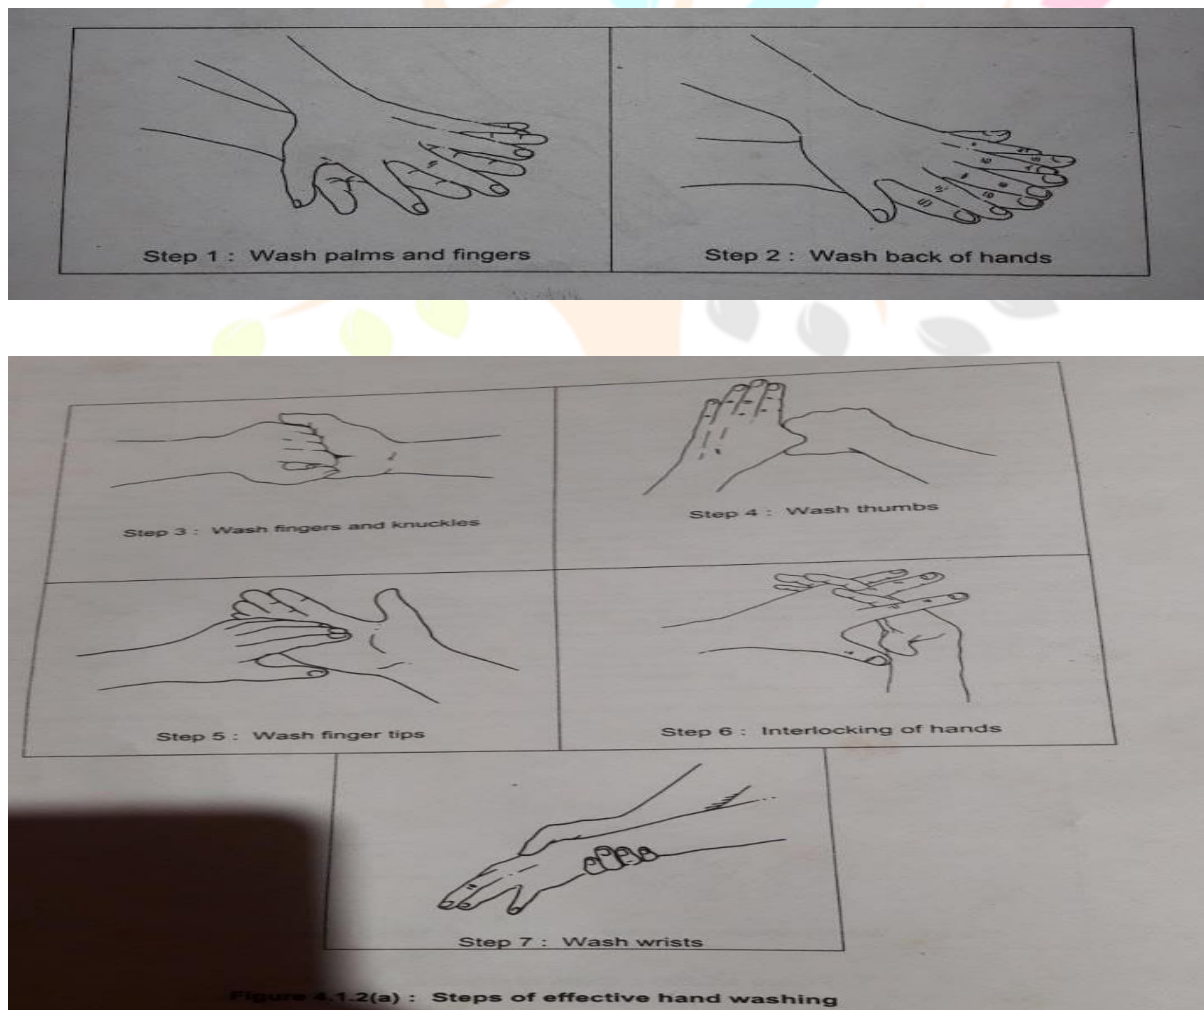 Step 1 : Wash palms and fingers
Step 2 : Wash back of hands
Step 3 : Wash fingers and knuckles
Step 4 : Wash thumbs
Step 5 : Wash finger tips
Step 6 : Interlocking of hands
Step 7 : Wash wrists
Figure 4.1.2(a) : Steps of effective hand washing